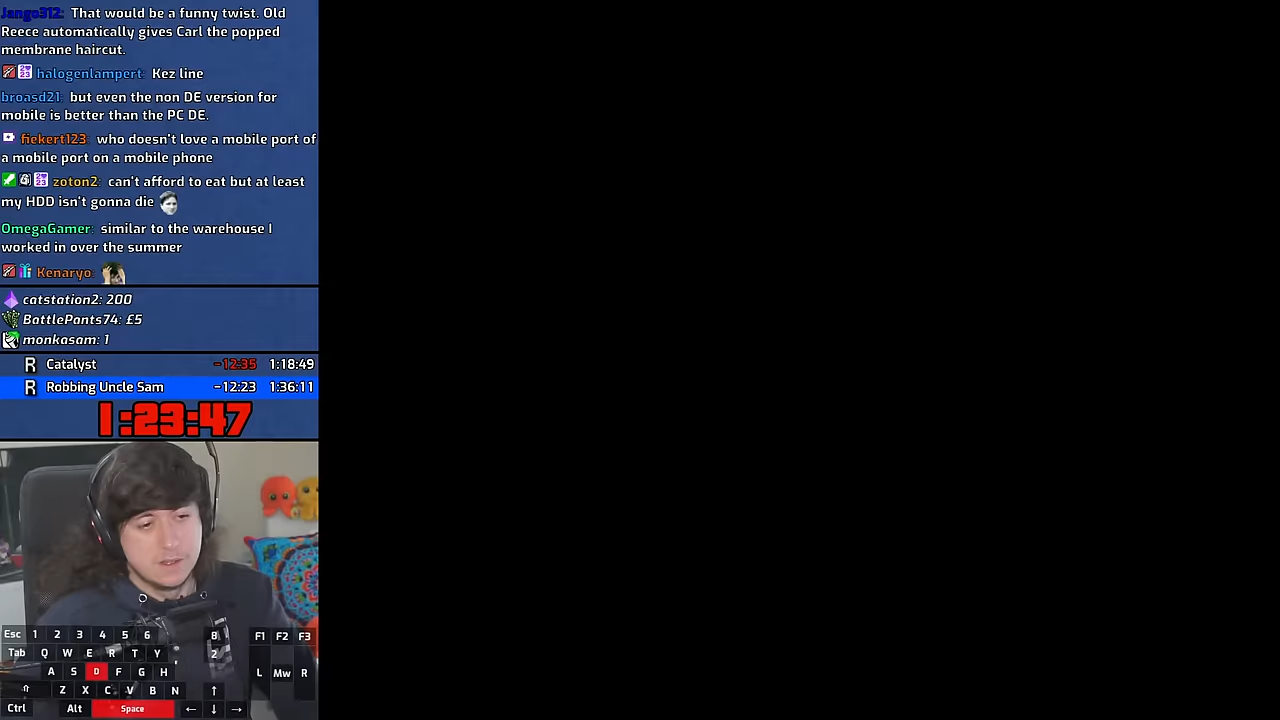 Jango312: That would be a funny twist. Old
Reece automatically gives Carl the popped
membrane haircut.
halogenlampert: Kez line
broasd21: but even the non DE version for
mobile is better than the PC DE.
fiekert123: who doesn't love a mobile port of
a mobile port on a mobile phone
zoton2: can't afford to eat but at least
my HDD isn't gonna die
OmegaGamer: similar to the warehouse I
worked in over the summer
Kenaryo:
catstation2: 200
BattlePants74: £5
monkasam: 1
R Catalyst -12:35 1:18:49
R Robbing Uncle Sam -12:23 1:36:11
1:23:47
Esc 1 2 3 4 5 6 8 F1 F2 F3
Tab Q W E R T Y 2
A S D F G H L Mw R
Z X C V B N ↑
Ctrl Alt Space ← ↓ →